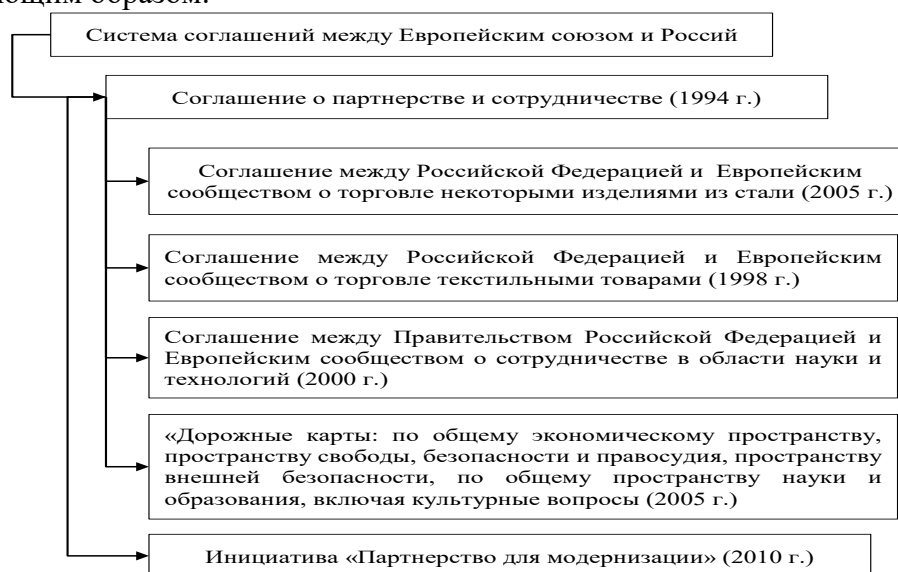 ющим образом:
Система соглашений между Европейским союзом и Россий
Соглашение о партнерстве и сотрудничестве (1994 г.)
Соглашение между Российской Федерацией и Европейским
сообществом о торговле некоторыми изделиями из стали (2005 г.)
Соглашение между Российской Федерацией и Европейским
сообществом о торговле текстильными товарами (1998 г.)
Соглашение между Правительством Российской Федерацией и
Европейским сообществом о сотрудничестве в области науки и
технологий (2000 г.)
«Дорожные карты: по общему экономическому пространству,
пространству свободы, безопасности и правосудия, пространству
внешней безопасности, по общему пространству науки и
образования, включая культурные вопросы (2005 г.)
Инициатива «Партнерство для модернизации» (2010 г.)